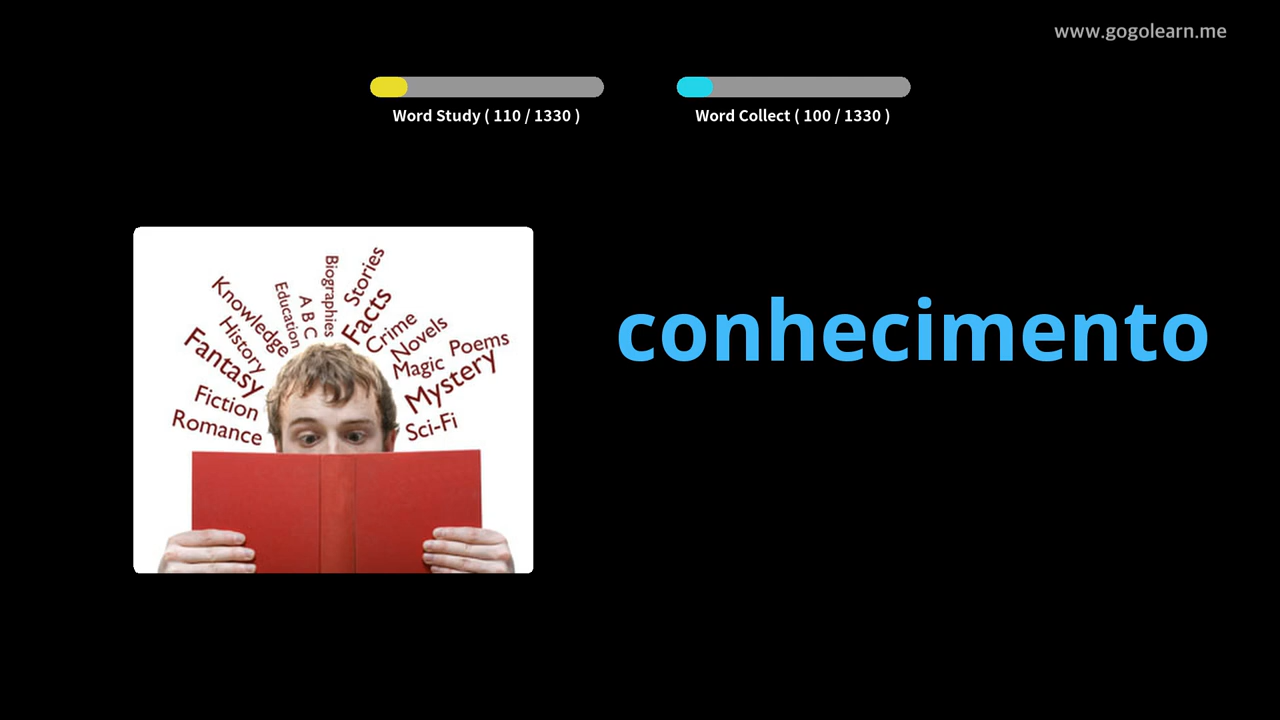 www.gogolearn.me
Word Study ( 110 / 1330 )
Word Collect ( 100 / 1330 )
Biographies
Stories
Education
A B C
Facts
Knowledge
Crime
History
Novels
Fantasy
Magic
Poems
Mystery
Fiction
Romance
Sci-Fi
conhecimento